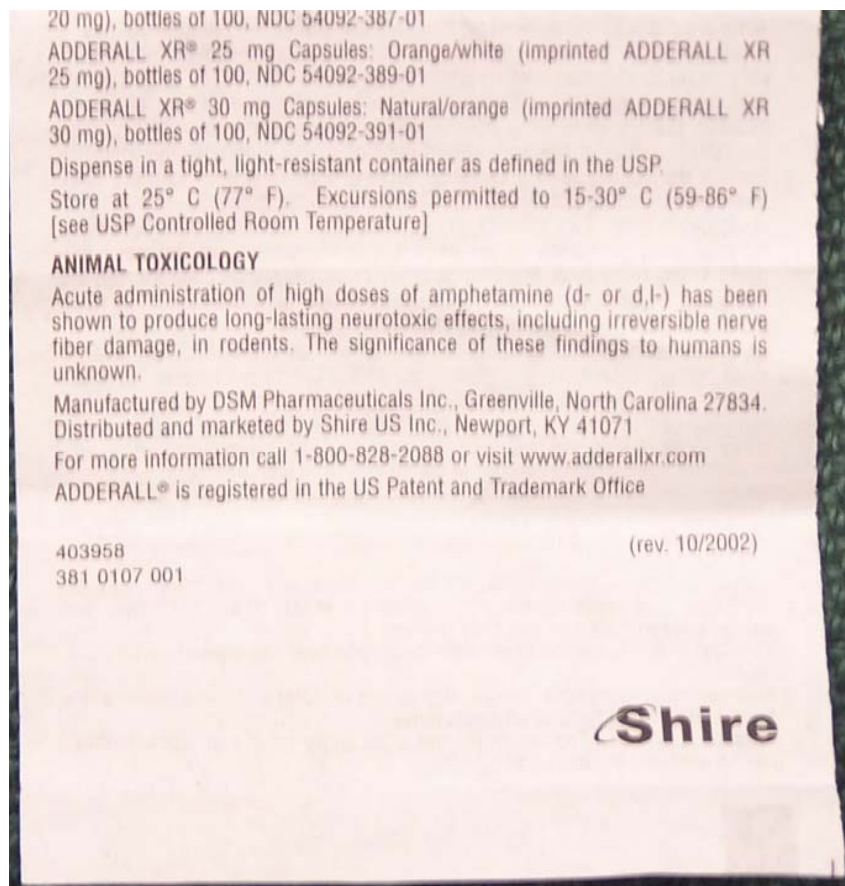 20 mg), bottles of 100, NDC 54092-387-01
ADDERALL XR® 25 mg Capsules: Orange/white (imprinted ADDERALL XR
25 mg), bottles of 100, NDC 54092-389-01
ADDERALL XR® 30 mg Capsules: Natural/orange (imprinted ADDERALL XR
30 mg), bottles of 100, NDC 54092-391-01
Dispense in a tight, light-resistant container as defined in the USP.
Store at 25° C (77° F). Excursions permitted to 15-30° C (59-86° F)
[see USP Controlled Room Temperature]
ANIMAL TOXICOLOGY
Acute administration of high doses of amphetamine (d- or d,l-) has been
shown to produce long-lasting neurotoxic effects, including irreversible nerve
fiber damage, in rodents. The significance of these findings to humans is
unknown.
Manufactured by DSM Pharmaceuticals Inc., Greenville, North Carolina 27834.
Distributed and marketed by Shire US Inc., Newport, KY 41071
For more information call 1-800-828-2088 or visit www.adderallxr.com
ADDERALL® is registered in the US Patent and Trademark Office
403958 (rev. 10/2002)
381 0107 001
Shire